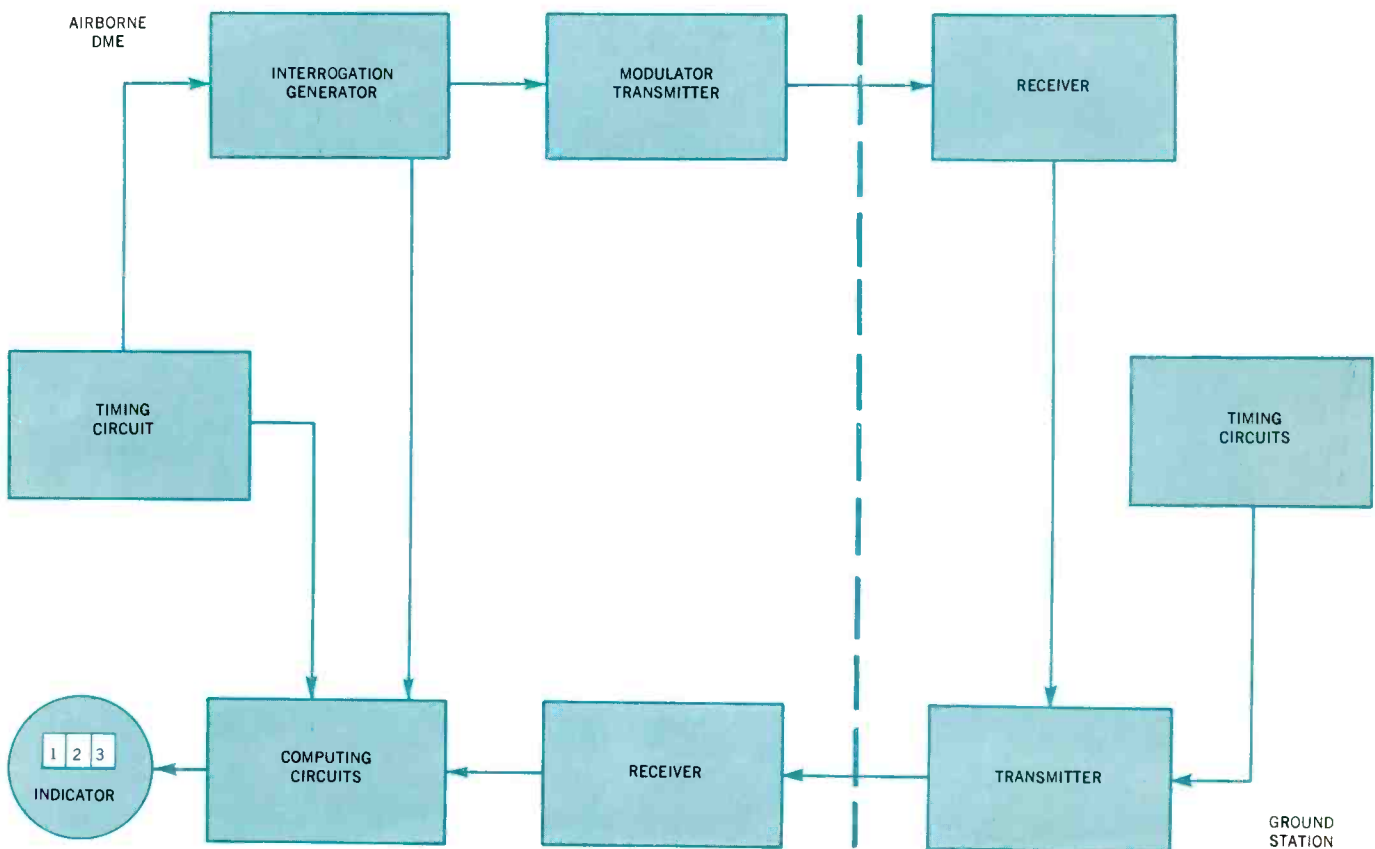 AIRBORNE
DME
INTERROGATION
GENERATOR
MODULATOR
TRANSMITTER
RECEIVER
TIMING
CIRCUIT
TIMING
CIRCUITS
1 2 3
INDICATOR
COMPUTING
CIRCUITS
RECEIVER
TRANSMITTER
GROUND
STATION